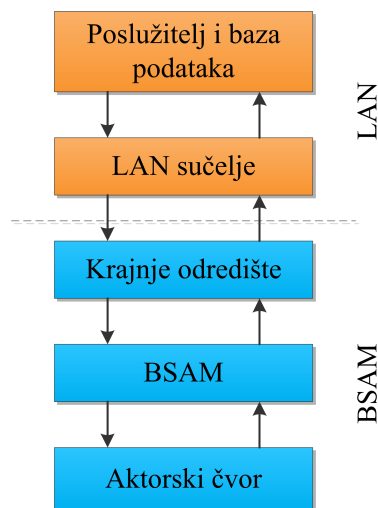 Poslužitelj i baza
podataka
LAN
LAN sučelje
Krajnje odredište
BSAM
BSAM
Aktorski čvor